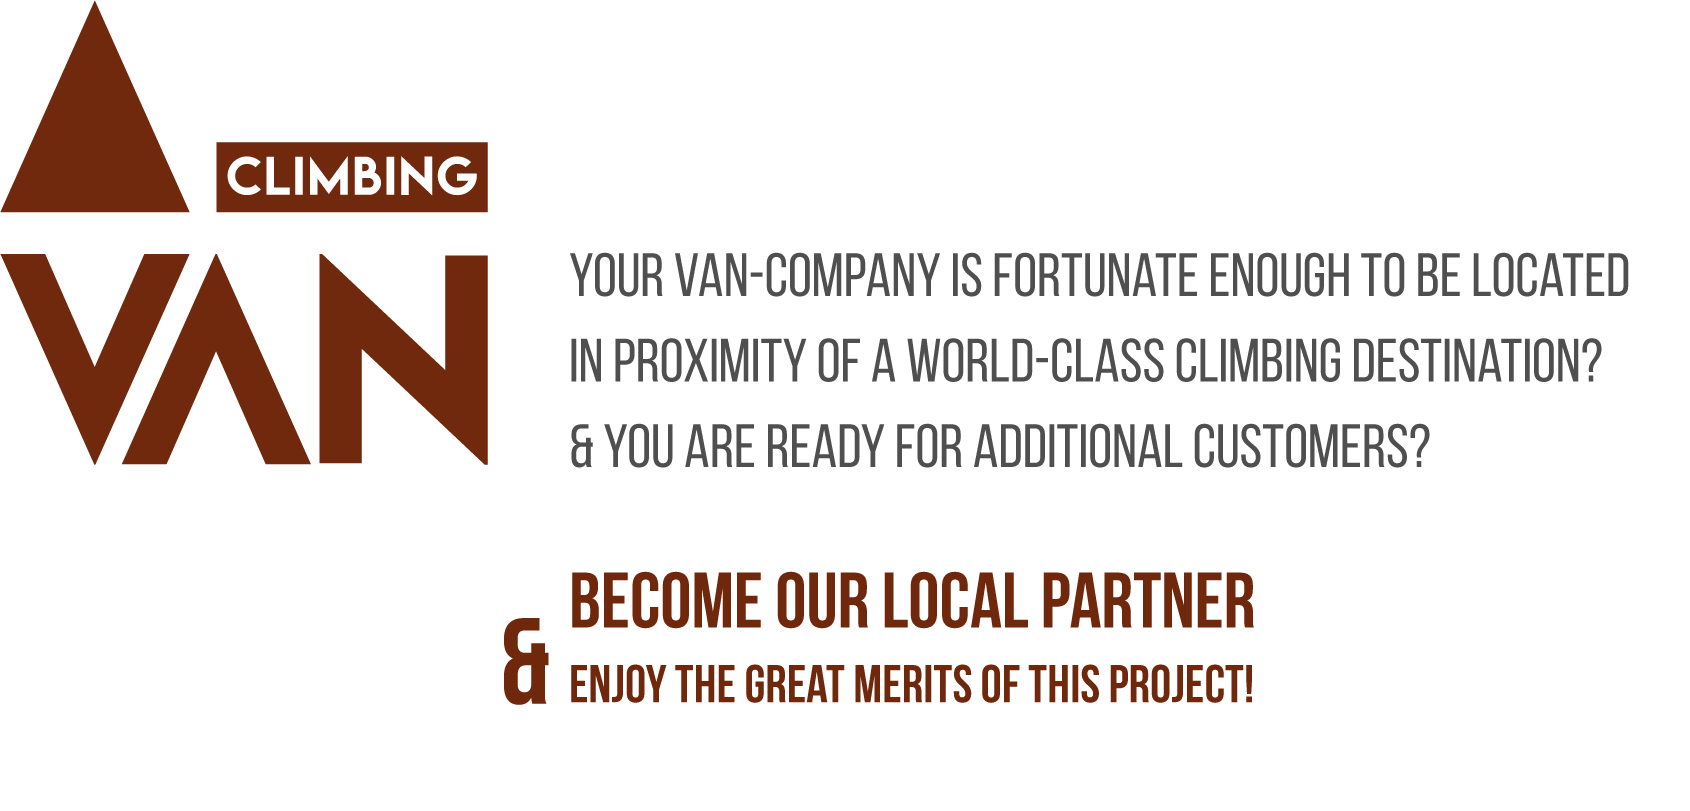 CLIMBING
VAN
YOUR VAN-COMPANY IS FORTUNATE ENOUGH TO BE LOCATED
IN PROXIMITY OF A WORLD-CLASS CLIMBING DESTINATION?
& YOU ARE READY FOR ADDITIONAL CUSTOMERS?
BECOME OUR LOCAL PARTNER
& ENJOY THE GREAT MERITS OF THIS PROJECT!